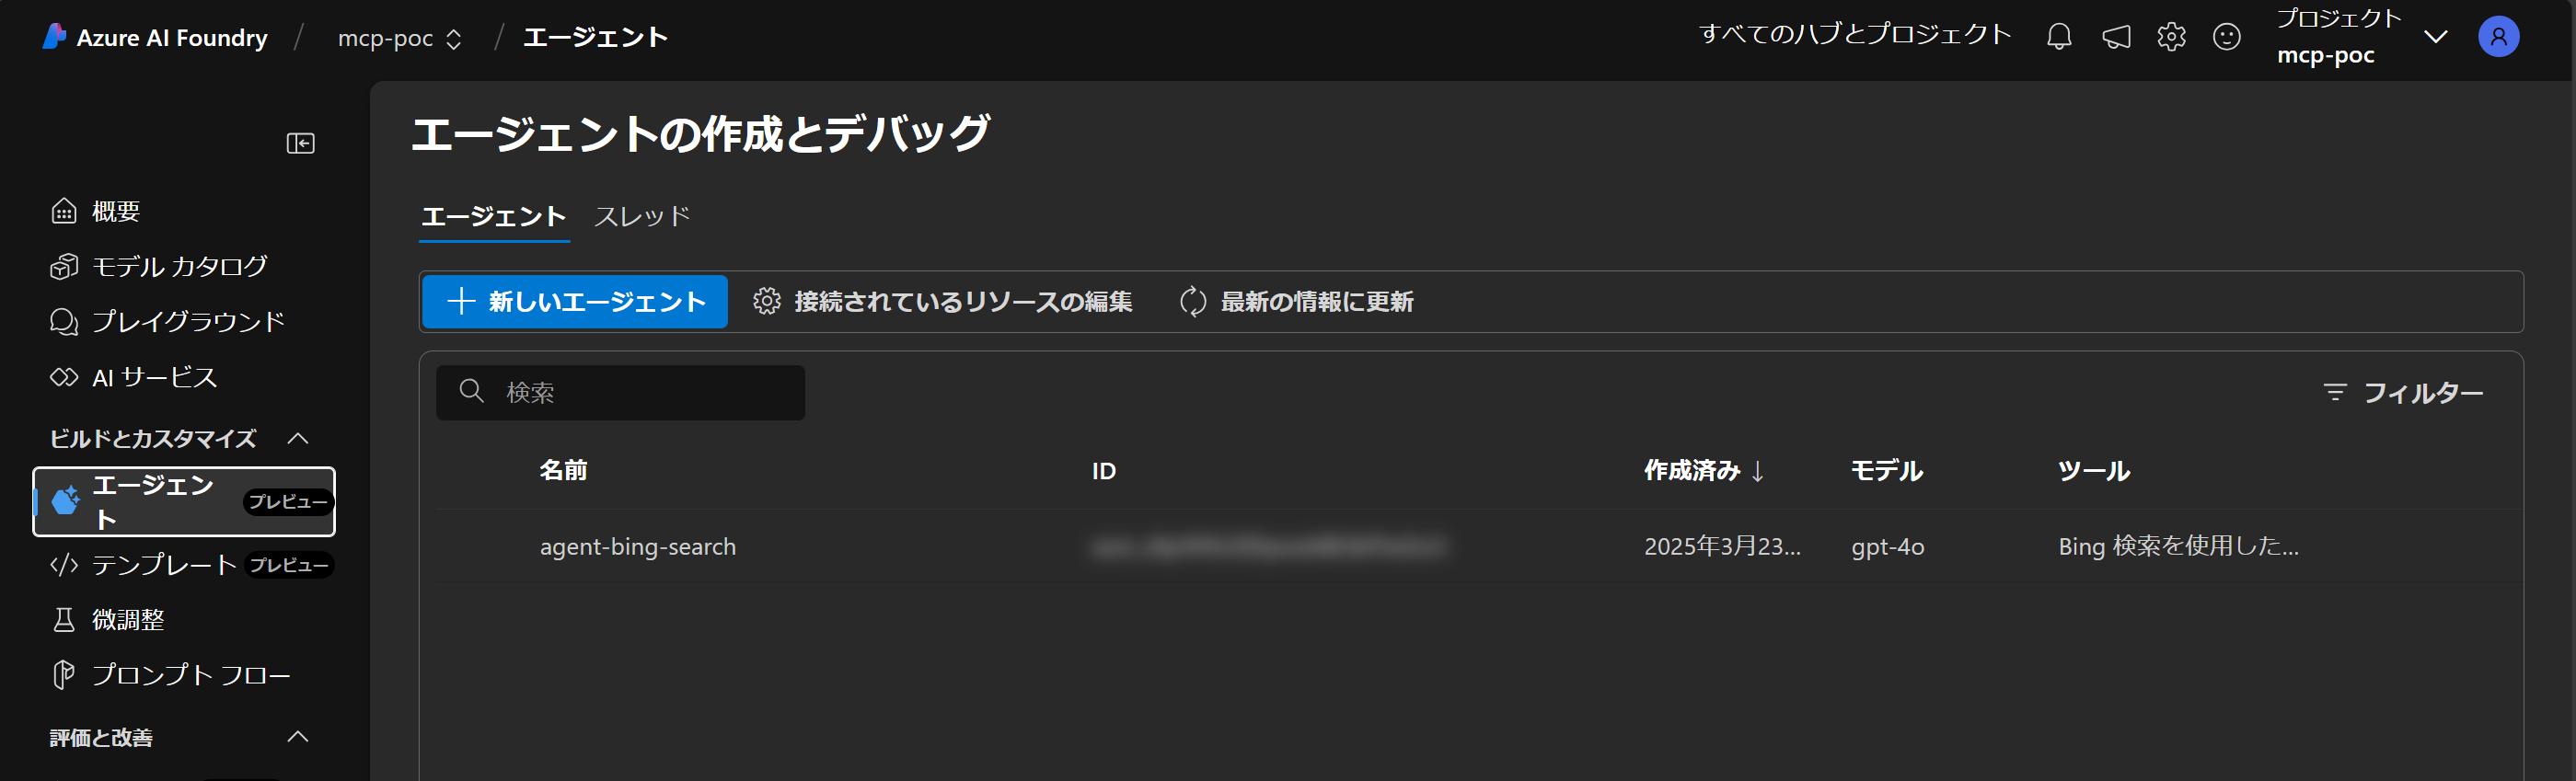 Azure AI Foundry / mcp-poc / エージェント
すべてのハブとプロジェクト
プロジェクト
mcp-poc
概要
モデル カタログ
プレイグラウンド
AI サービス
ビルドとカスタマイズ
エージェン
ト
プレビュー
テンプレート プレビュー
微調整
プロンプト フロー
評価と改善
エージェントの作成とデバッグ
エージェント スレッド
新しいエージェント 接続されているリソースの編集 最新の情報に更新
検索 フィルター
名前 ID 作成済み↓ モデル ツール
agent-bing-search 2025年3月23... gpt-4o Bing 検索を使用した...